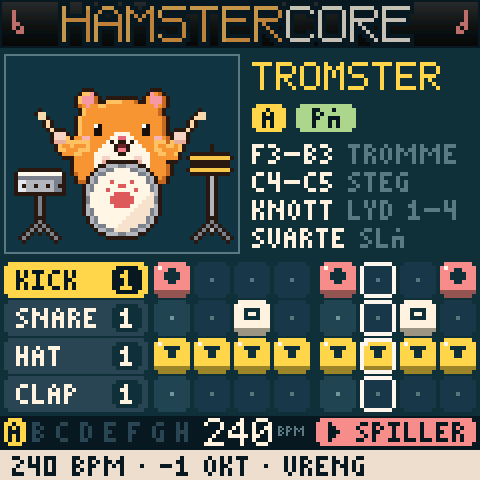 HAMSTERCORE
TROMSTER
A På
F3-B3 TROMME
C4-C5 STEG
KNOTT LYD 1-4
SVARTE SLÅ
KICK 1
SNARE 1
HAT 1
CLAP 1
A B C D E F G H 240 BPM SPILLER
240 BPM · -1 OKT · VRENG